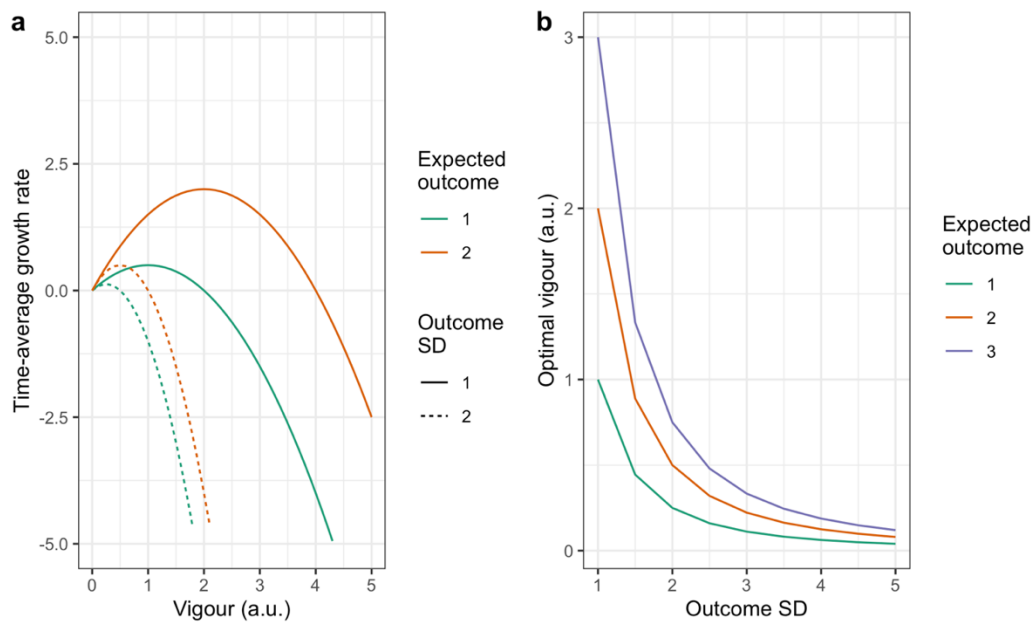 a
5.0
2.5
0.0
-2.5
-5.0
Time-average growth rate
0 1 2 3 4 5
Vigour (a.u.)
Expected
outcome
1
2
Outcome
SD
1
2
b
3
2
1
0
Optimal vigour (a.u.)
1 2 3 4 5
Outcome SD
Expected
outcome
1
2
3